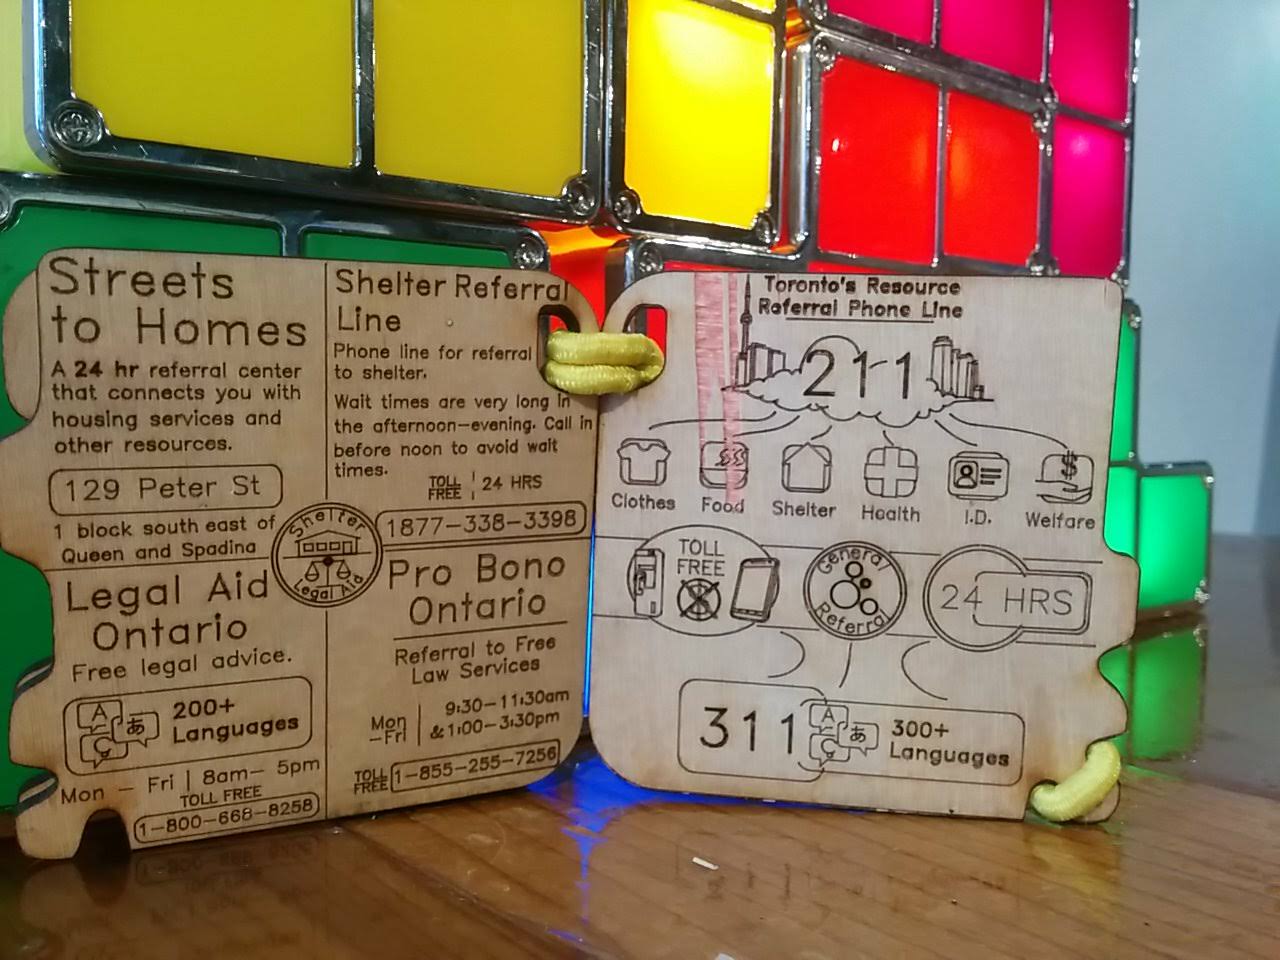 Streets
to Homes
A 24 hr referral center
that connects you with
housing services and
other resources.
129 Peter St
1 block south east of
Queen and Spadina
Shelter Referral
Line
Phone line for referral
to shelter.
Wait times are very long in
the afternoon-evening. Call in
before noon to avoid wait
times.
TOLL
FREE
24 HRS
1877-338-3398
Shelter
Legal Aid
Legal Aid
Ontario
Free legal advice.
A
あ
200+
Languages
Mon - Fri | 8am- 5pm
TOLL FREE
1-800-668-8258
Pro Bono
Ontario
Referral to Free
Law Services
Mon
-Fri
9:30-11:30am
&1:00-3:30pm
TOLL
FREE
1-855-255-7256
Toronto's Resource
Referral Phone Line
211
Clothes
Food
Shelter
Health
I.D.
Welfare
TOLL
FREE
General
Referral
24 HRS
311
A
あ
300+
Languages